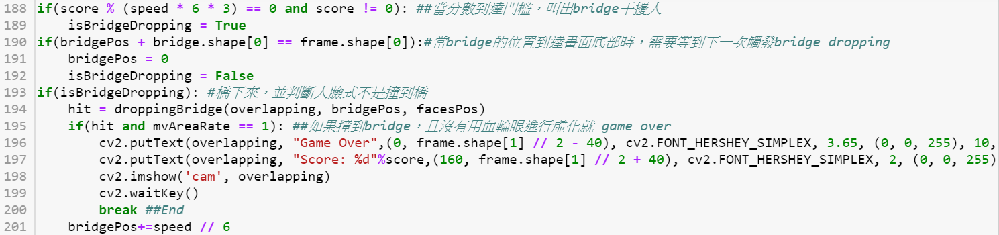 188 if(score % (speed * 6 * 3) == 0 and score != 0): ##當分數到達門檻，叫出bridge干擾人
189     isBridgeDropping = True
190 if(bridgePos + bridge.shape[0] == frame.shape[0]):#當bridge的位置到達畫面底部時，需要等到下一次觸發bridge dropping
191     bridgePos = 0
192     isBridgeDropping = False
193 if(isBridgeDropping): #橋下來，並判斷人臉式不是撞到橋
194     hit = droppingBridge(overlapping, bridgePos, facesPos)
195     if(hit and mvAreaRate == 1): ##如果撞到bridge，且沒有用血輪眼進行虛化就 game over
196         cv2.putText(overlapping, "Game Over",(0, frame.shape[1] // 2 - 40), cv2.FONT_HERSHEY_SIMPLEX, 3.65, (0, 0, 255), 10,
197         cv2.putText(overlapping, "Score: %d"%score,(160, frame.shape[1] // 2 + 40), cv2.FONT_HERSHEY_SIMPLEX, 2, (0, 0, 255)
198         cv2.imshow('cam', overlapping)
199         cv2.waitKey()
200         break ##End
201     bridgePos+=speed // 6